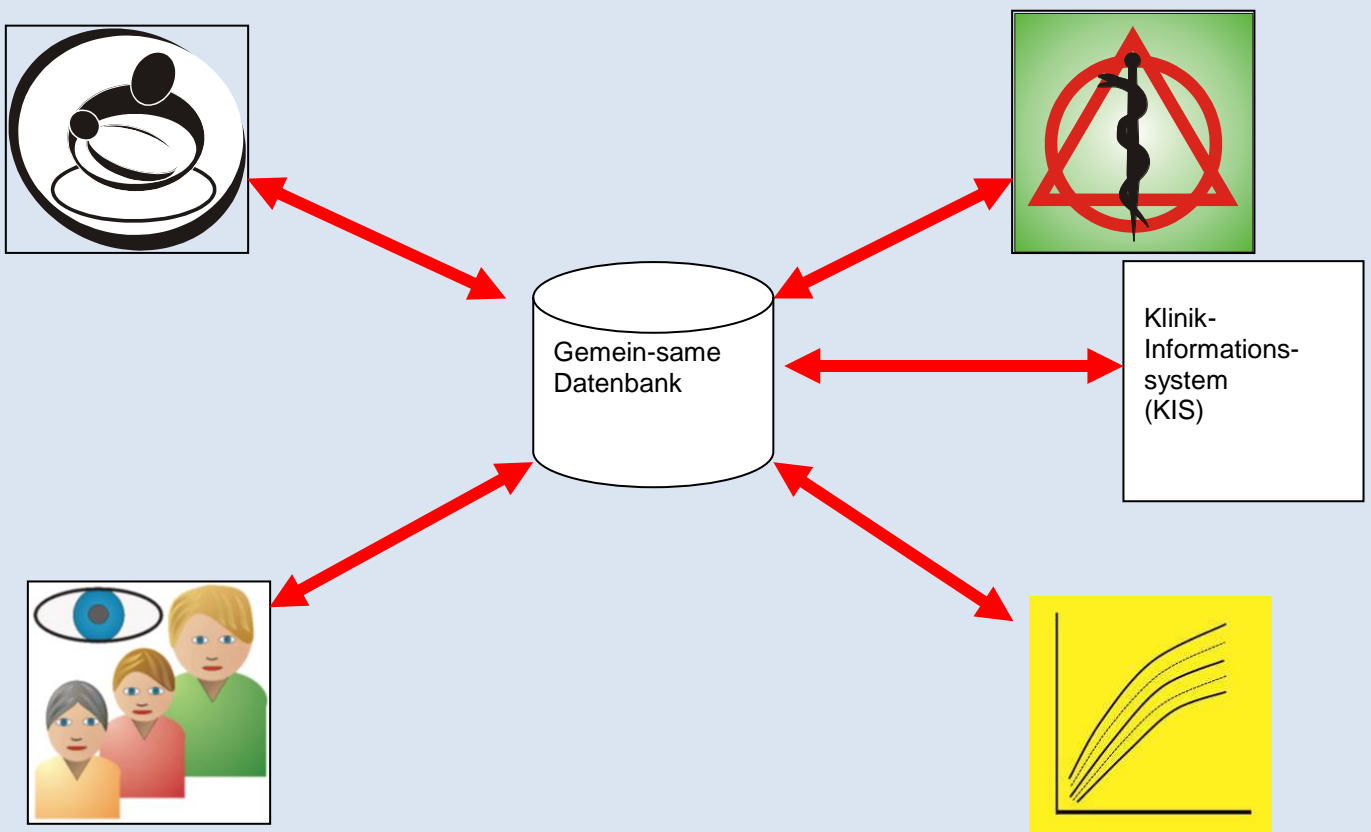 Gemein-same
Datenbank
Klinik-
Informations-
system
(KIS)